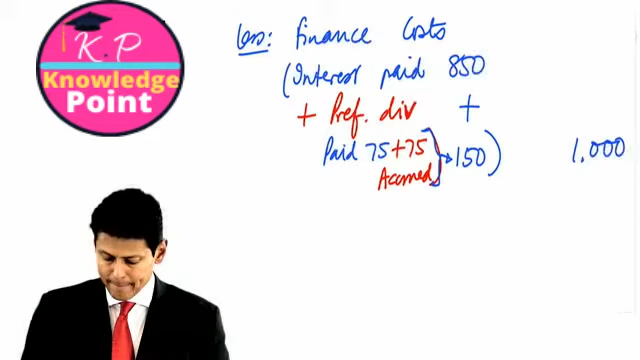 K.P
Knowledge
Point
Less: Finance Costs
(Interest paid 850
+ Pref. div +
Paid 75 + 75 150) 1,000
Accrued